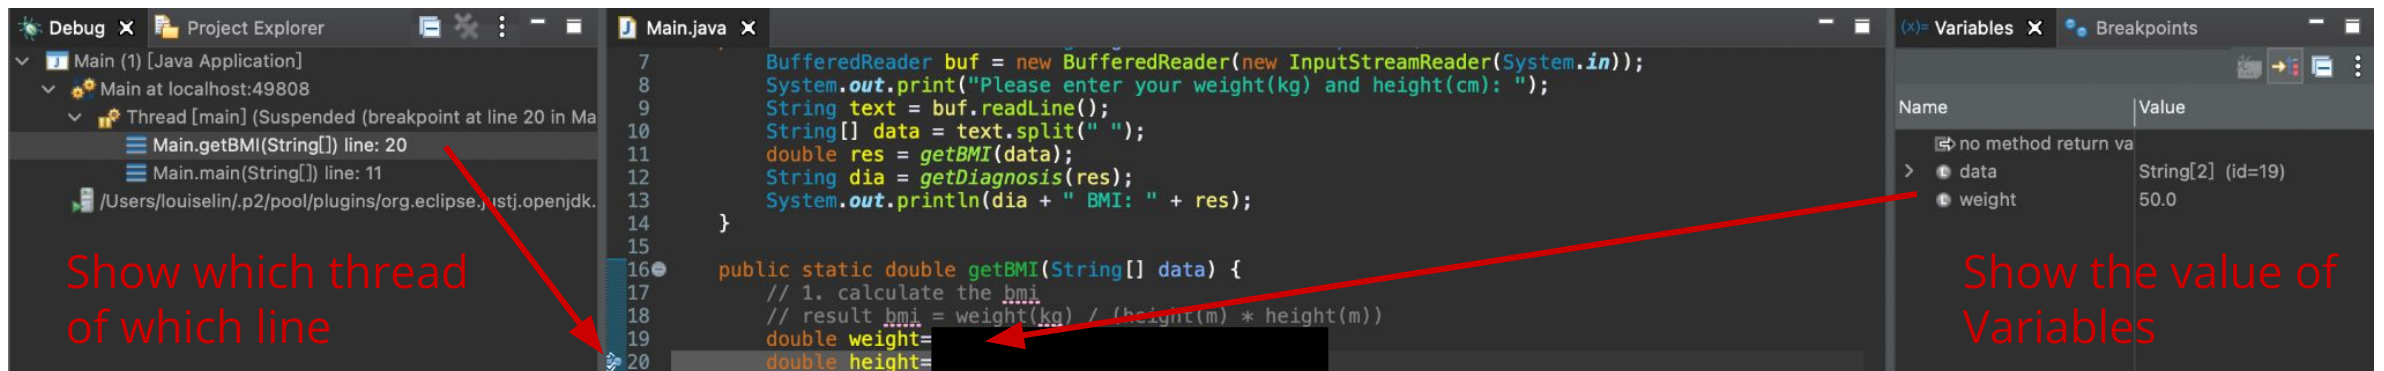 Debug
Project Explorer
Main (1) [Java Application]
Main at localhost:49808
Thread [main] (Suspended (breakpoint at line 20 in Ma
Main.getBMI(String[]) line: 20
Main.main(String[]) line: 11
/Users/louiselin/.p2/pool/plugins/org.eclipse.justj.openjdk.
Show which thread
of which line
Main.java
7 BufferedReader buf = new BufferedReader(new InputStreamReader(System.in));
8 System.out.print("Please enter your weight(kg) and height(cm): ");
9 String text = buf.readLine();
10 String[] data = text.split(" ");
11 double res = getBMI(data);
12 String dia = getDiagnosis(res);
13 System.out.println(dia + " BMI: " + res);
14 }
15
16 public static double getBMI(String[] data) {
17 // 1. calculate the bmi
18 // result bmi = weight(kg) / (height(m) * height(m))
19 double weight=
20 double height=
(x)= Variables
Breakpoints
Name Value
no method return va
data String[2] (id=19)
weight 50.0
Show the value of
Variables